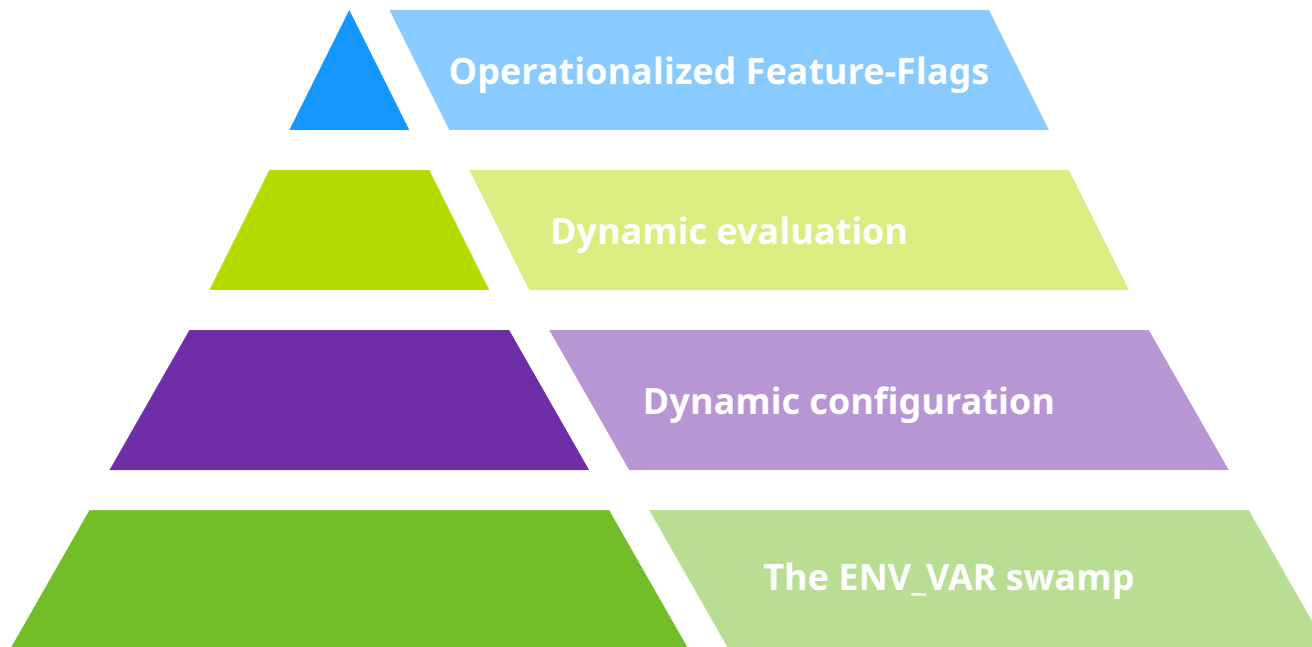 Operationalized Feature-Flags
Dynamic evaluation
Dynamic configuration
The ENV_VAR swamp